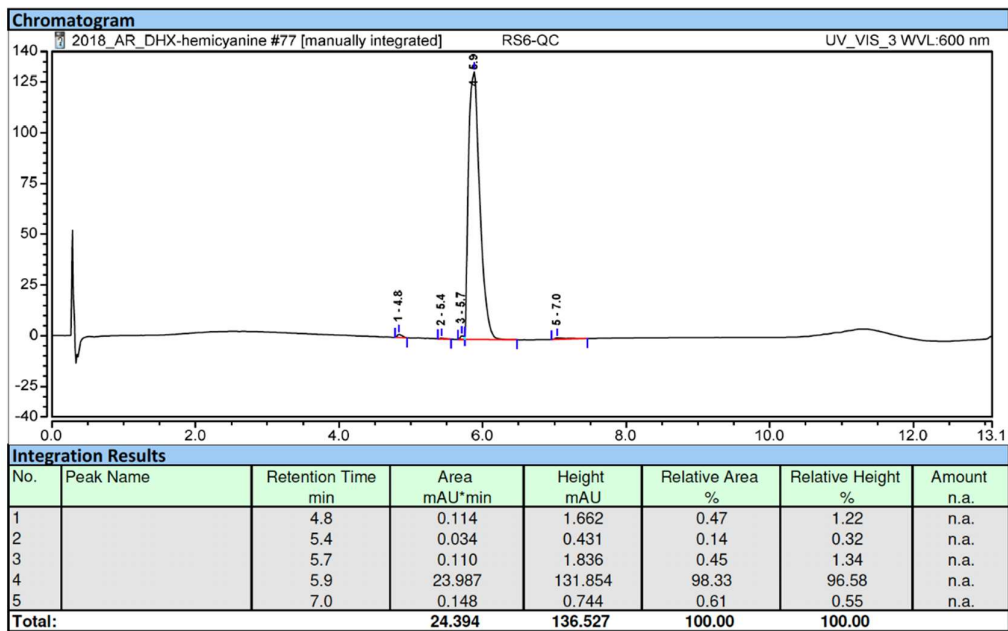 Chromatogram
2018_AR_DHX-hemicyanine #77 [manually integrated] RS6-QC UV_VIS_3 WVL:600 nm
140
125
100
75
50
25
0
-25
-40
1 - 4.8
2 - 5.4
3 - 5.7
4 - 5.9
5 - 7.0
0.0 2.0 4.0 6.0 8.0 10.0 12.0 13.1
Integration Results
No. Peak Name Retention Time Area Height Relative Area Relative Height Amount
min mAU*min mAU % % n.a.
1 4.8 0.114 1.662 0.47 1.22 n.a.
2 5.4 0.034 0.431 0.14 0.32 n.a.
3 5.7 0.110 1.836 0.45 1.34 n.a.
4 5.9 23.987 131.854 98.33 96.58 n.a.
5 7.0 0.148 0.744 0.61 0.55 n.a.
Total: 24.394 136.527 100.00 100.00